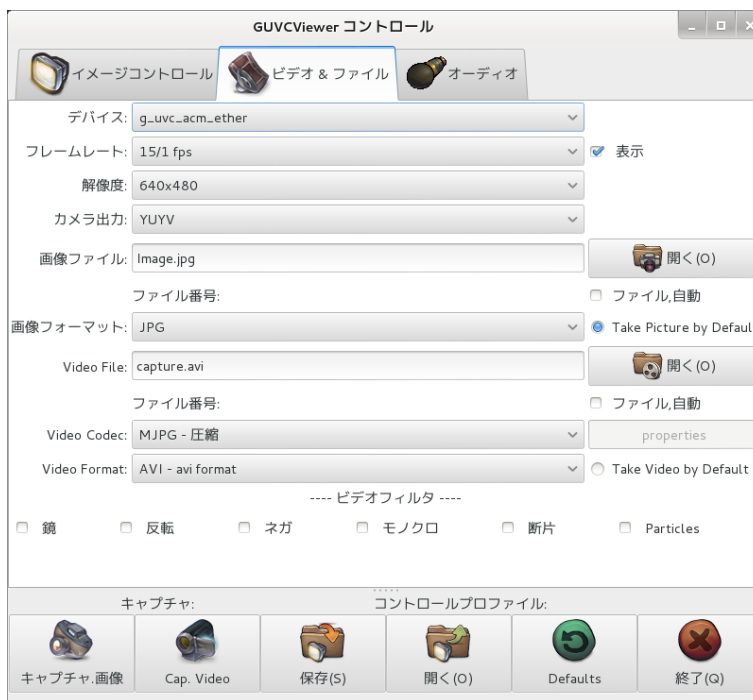 GUVCViewer コントロール
イメージコントロール ビデオ & ファイル オーディオ
デバイス: g_uvc_acm_ether
フレームレート: 15/1 fps 表示
解像度: 640x480
カメラ出力: YUYV
画像ファイル: Image.jpg 開く(O)
ファイル番号: ファイル,自動
画像フォーマット: JPG Take Picture by Defaul
Video File: capture.avi 開く(O)
ファイル番号: ファイル,自動
Video Codec: MJPG - 圧縮 properties
Video Format: AVI - avi format Take Video by Default
---- ビデオフィルタ ----
鏡 反転 ネガ モノクロ 断片 Particles
キャプチャ: コントロールプロファイル:
キャプチャ.画像 Cap. Video 保存(S) 開く(O) Defaults 終了(Q)